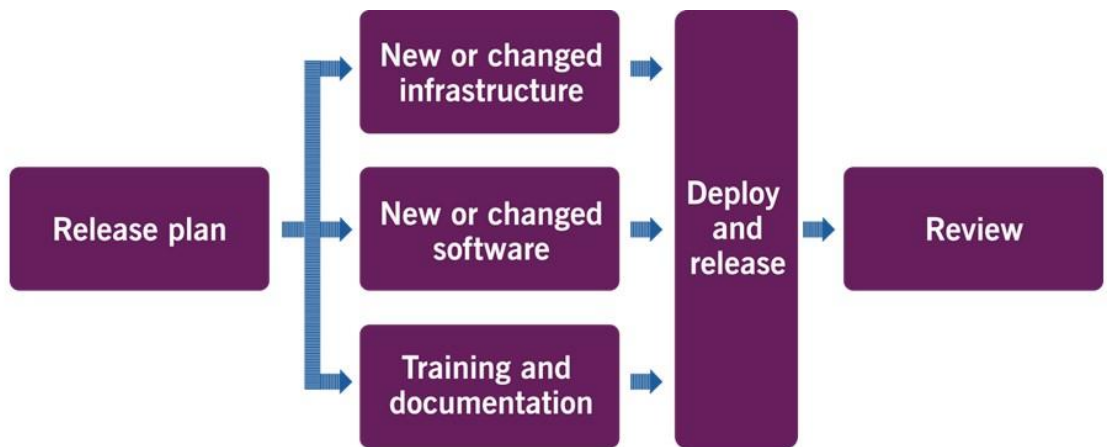 Release plan
New or changed
infrastructure
New or changed
software
Training and
documentation
Deploy
and
release
Review